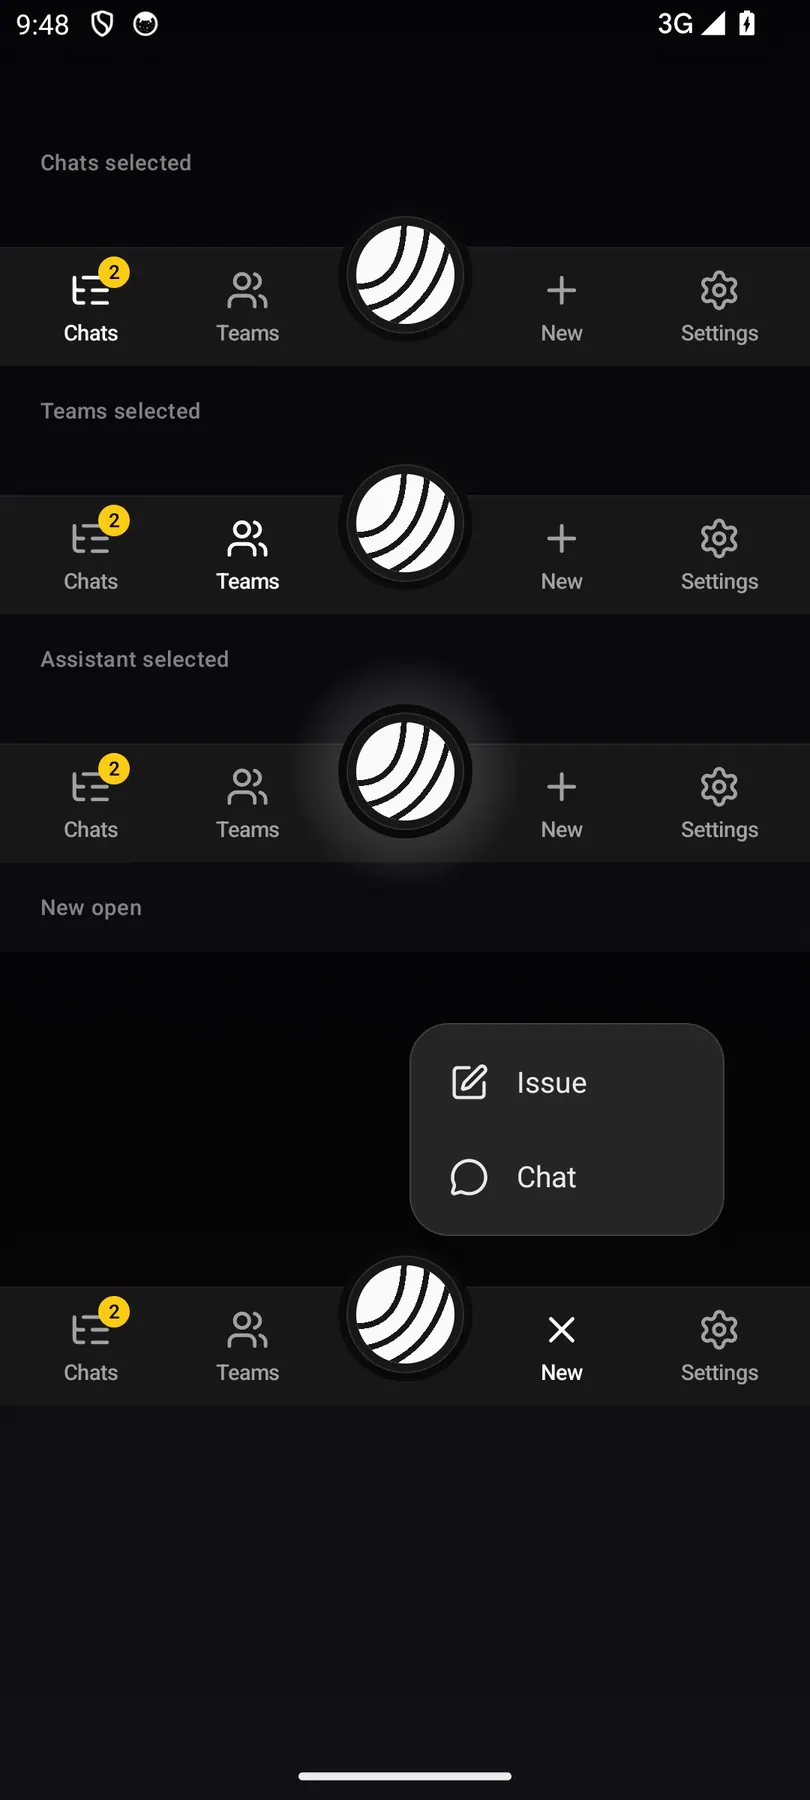 9:48
3G
Chats selected
2
Chats
Teams
New
Settings
Teams selected
2
Chats
Teams
New
Settings
Assistant selected
2
Chats
Teams
New
Settings
New open
Issue
Chat
2
Chats
Teams
New
Settings